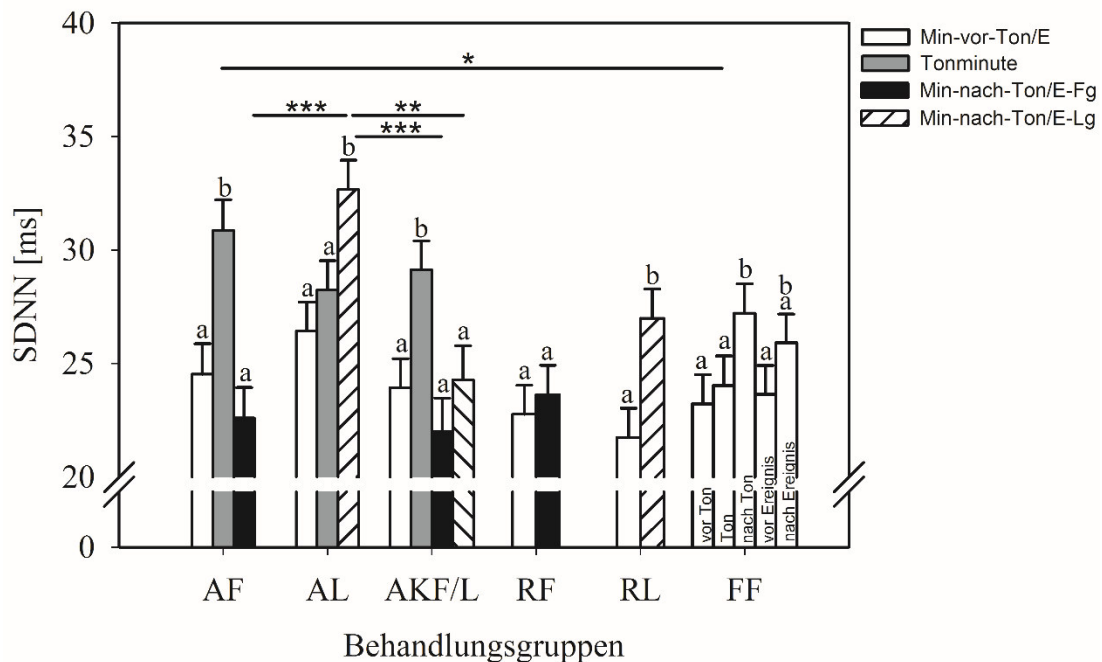 40
35
30
25
20
0
SDNN [ms]
Min-vor-Ton/E
Tonminute
Min-nach-Ton/E-Fg
Min-nach-Ton/E-Lg
*
*** **
***
a b a
a a b
a b a a
a a
a b
a a b a b a
vor Ton
Ton
nach Ton
vor Ereignis
nach Ereignis
AF AL AKF/L RF RL FF
Behandlungsgruppen